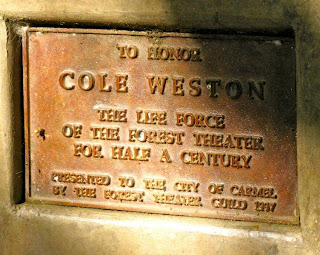 TO HONOR
COLE WESTON
THE LIFE FORCE
OF THE FOREST THEATER
FOR HALF A CENTURY
PRESENTED TO THE CITY OF CARMEL
BY THE FOREST THEATER GUILD